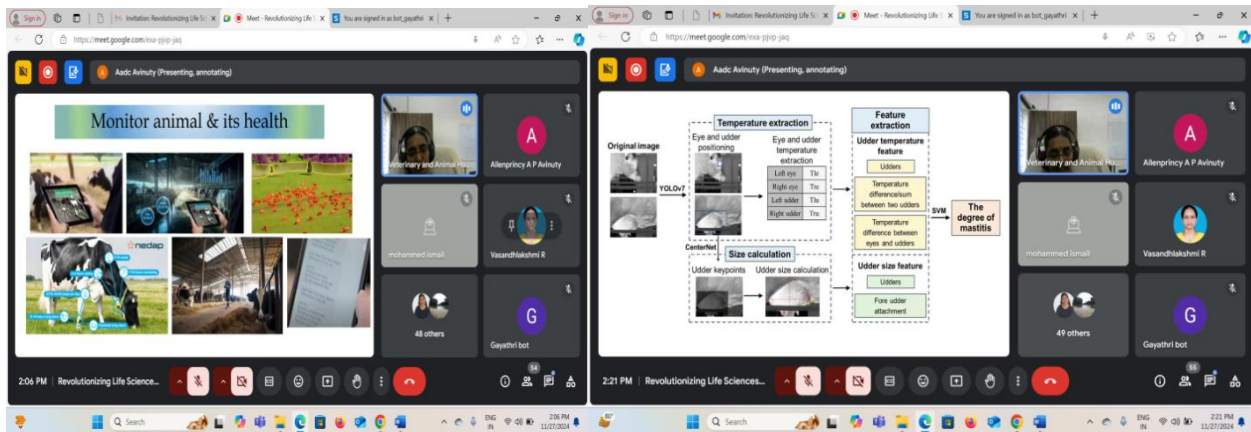 Sign in
Invitation: Revolutionizing Life Sc
Meet - Revolutionizing Life
You are signed in as bot_gayathri
https://meet.google.com/exa-pjvp-jaq
A
Aadc Avinuty (Presenting, annotating)
Monitor animal & its health
nedap
Veterinary and Animal Hu...
A
Allenprincy A P Avinuty
mohammed ismail
Vasandhlakshmi R
48 others
G
Gayathri bot
2:06 PM | Revolutionizing Life Science...
54
Search
ENG
IN
2:06 PM
11/27/2024
Sign in
Invitation: Revolutionizing Life Sc
Meet - Revolutionizing Life
You are signed in as bot_gayathri
https://meet.google.com/exa-pjvp-jaq
A
Aadc Avinuty (Presenting, annotating)
Original image
YOLOv7
Temperature extraction
Eye and udder
positioning
Eye and udder
temperature
extraction
Left eye Tle
Right eye Tre
Left udder Tlu
Right udder Tru
CenterNet
Size calculation
Udder keypoints
Udder size calculation
Feature
extraction
Udder temperature
feature
Udders
Temperature
difference/sum
between two udders
Temperature
difference between
eyes and udders
Udder size feature
Udders
Fore udder
attachment
SVM
The
degree of
mastitis
Veterinary and Animal Hu...
A
Allenprincy A P Avinuty
mohammed ismail
Vasandhlakshmi R
49 others
G
Gayathri bot
2:21 PM | Revolutionizing Life Sciences...
55
80°
Search
ENG
IN
2:21 PM
11/27/2024